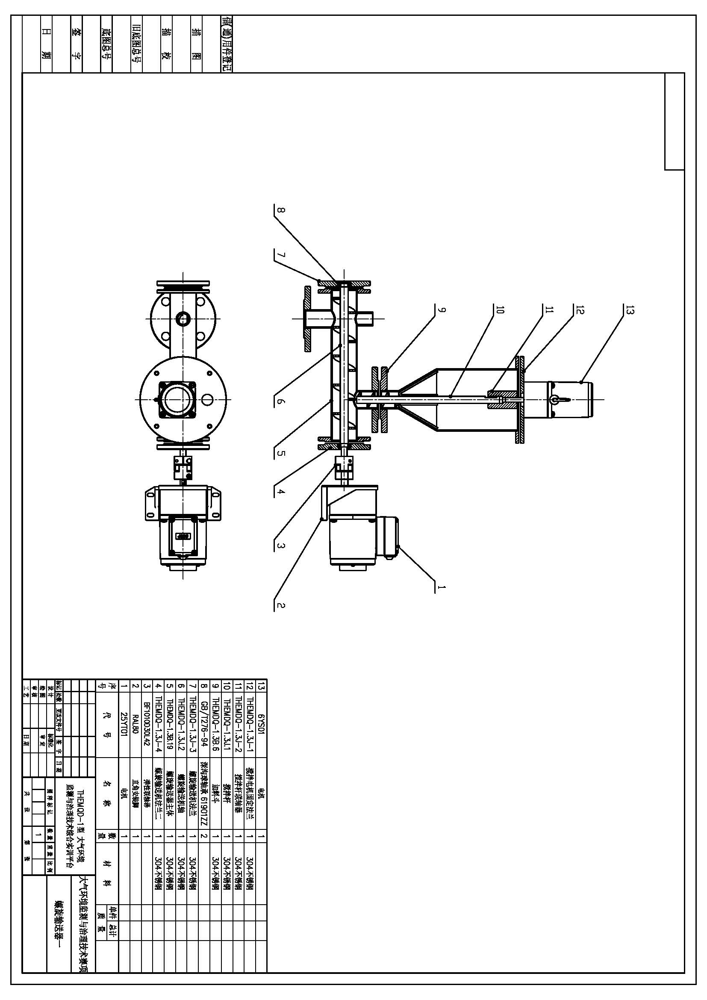 借(通)用件登记
描 图
描 校
旧底图总号
底图总号
签 字
日 期
13
12
11
10
9
1
8
7
6
5
4
3
2
13 6YS01 电机 1
12 THEMDQ-1.3J-1 搅拌电机固定法兰 1 304不锈钢
11 THEMDQ-1.3J-2 搅拌杆联轴器 1 304不锈钢
10 THEMDQ-1.3J.1 搅拌杆 1 304不锈钢
9 THEMDQ-1.3B.6 加料斗 1 304不锈钢
8 GB/T276-94 深沟球轴承 61901ZZ 2
7 THEMDQ-1.3J-3 螺旋输送机法兰 1 304不锈钢
6 THEMDQ-1.3J.2 螺旋输送机轴 1 304不锈钢
5 THEMDQ-1.3B.19 螺旋输送器主体 1 304不锈钢
4 THEMDQ-1.3J-4 螺旋输送机法兰二 1 304不锈钢
3 BF1010D30L42 弹性联轴器 1
2 RAL80 直角安装脚 1
1 25YT01 电机 1
序号 代 号 名 称 数量 材 料 单件 总计 质 量
THEMQD-1型 大气环境
监测与治理技术综合实训平台
大气环境监测与治理技术赛项
标记 处数 更改文件号 签 字 日 期
设 计 标准化
绘 图 审 定
审 核
工 艺 日 期
图 样 标 记 数 量 重 量 比 例
1
共 张 第 张
螺旋输送器一